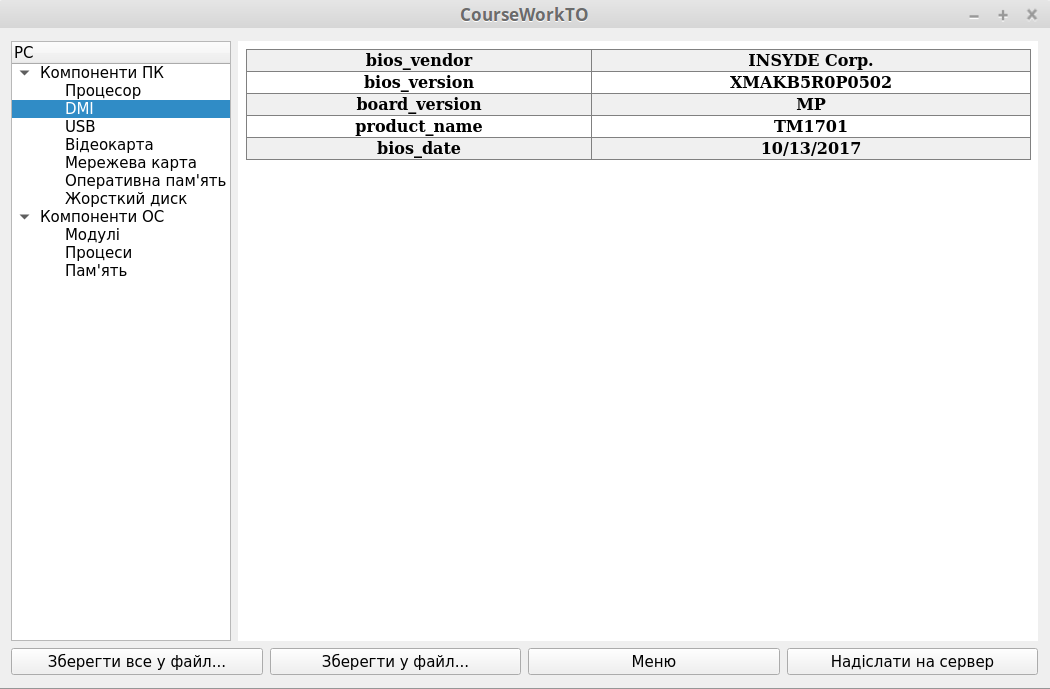 CourseWorkTO
PC
Компоненти ПК
Процесор
DMI
USB
Відеокарта
Мережева карта
Оперативна пам'ять
Жорсткий диск
Компоненти ОС
Модулі
Процеси
Пам'ять
bios_vendor INSYDE Corp.
bios_version XMAKB5R0P0502
board_version MP
product_name TM1701
bios_date 10/13/2017
Зберегти все у файл... Зберегти у файл... Меню Надіслати на сервер